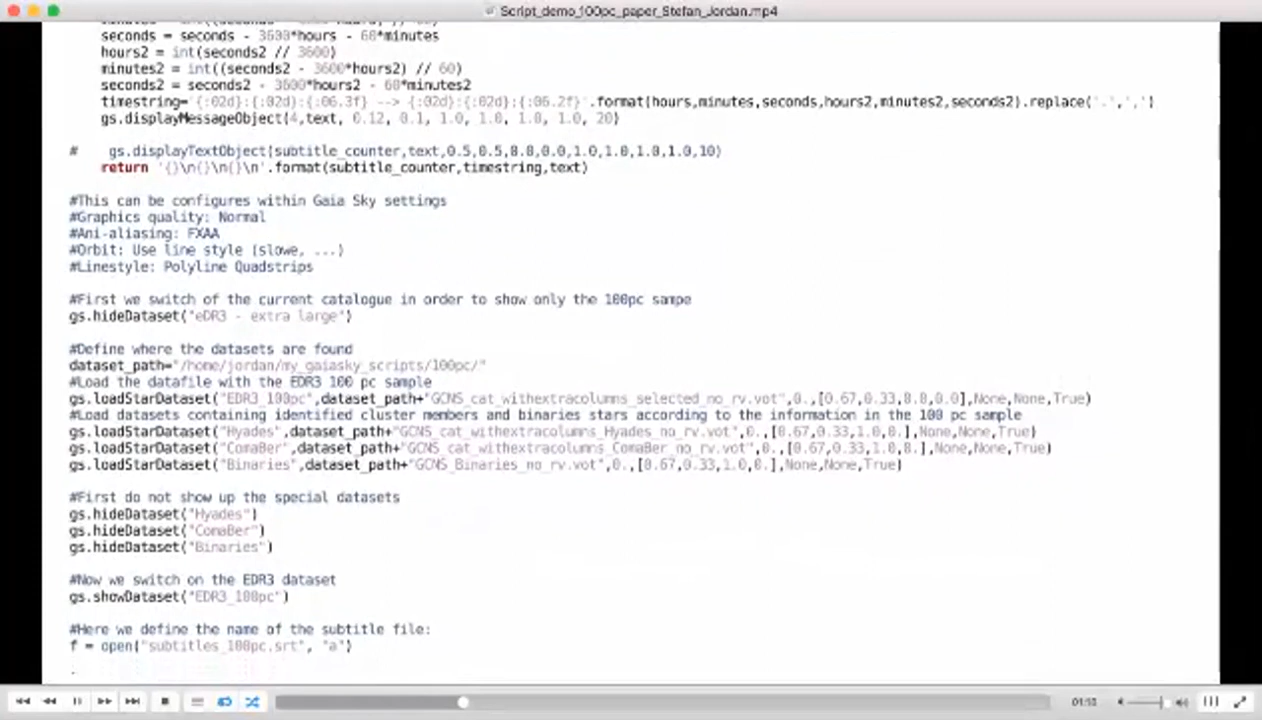 Script_demo_100pc_paper_Stefan_Jordan.mp4
seconds = seconds - 3600*hours - 60*minutes
hours2 = int(seconds2 // 3600)
minutes2 = int((seconds2 - 3600*hours2) // 60)
seconds2 = seconds2 - 3600*hours2 - 60*minutes2
timestring='{:02d}:{:02d}:{:06.3f} --> {:02d}:{:02d}:{:06.2f}'.format(hours,minutes,seconds,hours2,minutes2,seconds2).replace('.',',')
gs.displayMessageObject(4,text, 0.12, 0.1, 1.0, 1.0, 1.0, 1.0, 20)
# gs.displayTextObject(subtitle_counter,text,0.5,0.5,0.0,0.0,1.0,1.0,1.0,1.0,10)
return '{}\n{}\n{}\n'.format(subtitle_counter,timestring,text)
#This can be configures within Gaia Sky settings
#Graphics quality: Normal
#Ani-aliasing: FXAA
#Orbit: Use line style (slowe, ...)
#Linestyle: Polyline Quadstrips
#First we switch of the current catalogue in order to show only the 100pc sampe
gs.hideDataset("eDR3 - extra large")
#Define where the datasets are found
dataset_path="/home/jordan/my_gaiasky_scripts/100pc/"
#Load the datafile with the EDR3 100 pc sample
gs.loadStarDataset("EDR3_100pc",dataset_path+"GCNS_cat_withextracolumns_selected_no_rv.vot",0.,[0.67,0.33,0.0,0.0],None,None,True)
#Load datasets containing identified cluster members and binaries stars according to the information in the 100 pc sample
gs.loadStarDataset("Hyades",dataset_path+"GCNS_cat_withextracolumns_Hyades_no_rv.vot",0.,[0.67,0.33,1.0,0.],None,None,True)
gs.loadStarDataset("ComaBer",dataset_path+"GCNS_cat_withextracolumns_ComaBer_no_rv.vot",0.,[0.67,0.33,1.0,0.],None,None,True)
gs.loadStarDataset("Binaries",dataset_path+"GCNS_Binaries_no_rv.vot",0.,[0.67,0.33,1.0,0.],None,None,True)
#First do not show up the special datasets
gs.hideDataset("Hyades")
gs.hideDataset("ComaBer")
gs.hideDataset("Binaries")
#Now we switch on the EDR3 dataset
gs.showDataset("EDR3_100pc")
#Here we define the name of the subtitle file:
f = open("subtitles_100pc.srt", "a")